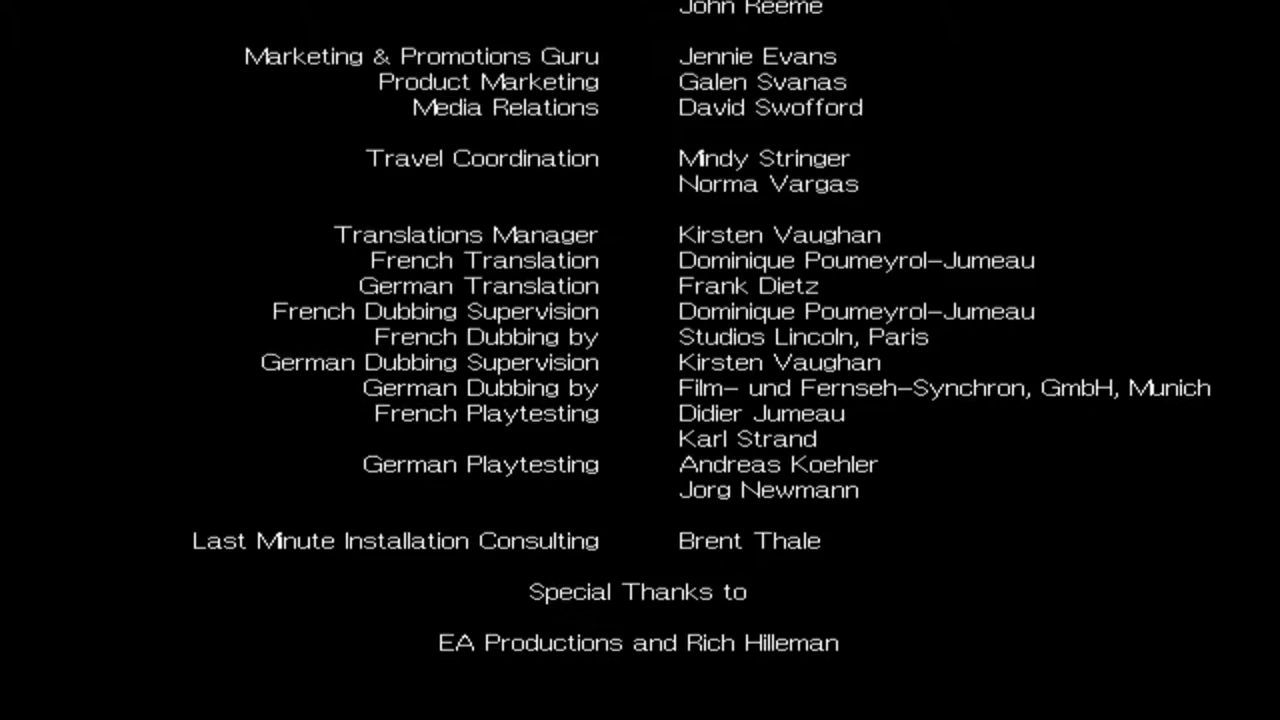 John Reeme
Marketing & Promotions Guru Jennie Evans
Product Marketing Galen Svanas
Media Relations David Swofford
Travel Coordination Mindy Stringer
Norma Vargas
Translations Manager Kirsten Vaughan
French Translation Dominique Poumeyrol-Jumeau
German Translation Frank Dietz
French Dubbing Supervision Dominique Poumeyrol-Jumeau
French Dubbing by Studios Lincoln, Paris
German Dubbing Supervision Kirsten Vaughan
German Dubbing by Film- und Fernseh-Synchron, GmbH, Munich
French Playtesting Didier Jumeau
Karl Strand
German Playtesting Andreas Koehler
Jorg Newmann
Last Minute Installation Consulting Brent Thale
Special Thanks to
EA Productions and Rich Hilleman